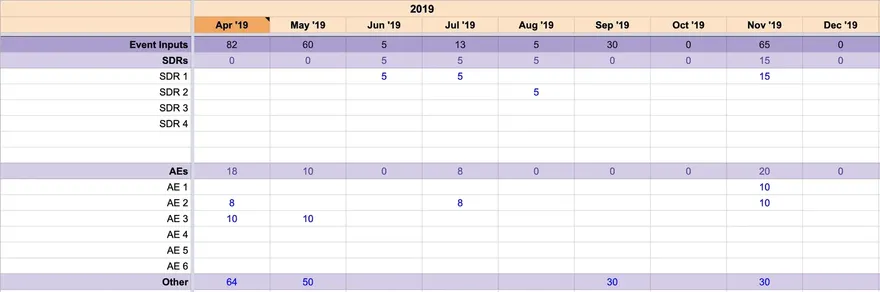 2019
Apr '19 May '19 Jun '19 Jul '19 Aug '19 Sep '19 Oct '19 Nov '19 Dec '19
Event Inputs 82 60 5 13 5 30 0 65 0
SDRs 0 0 5 5 5 0 0 15 0
SDR 1 5 5 15
SDR 2 5
SDR 3
SDR 4
AEs 18 10 0 8 0 0 0 20 0
AE 1 10
AE 2 8 8 10
AE 3 10 10
AE 4
AE 5
AE 6
Other 64 50 30 30